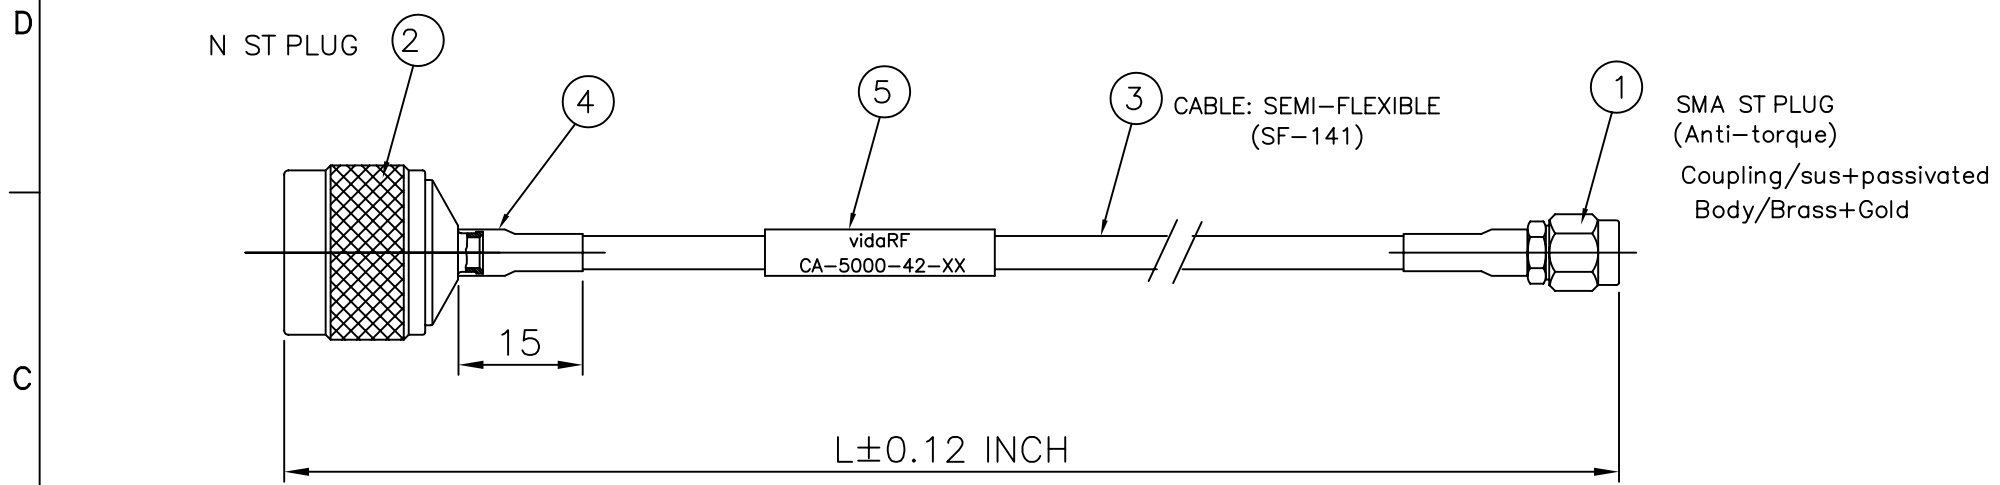 D
N ST PLUG
2
4
5
3
CABLE: SEMI-FLEXIBLE
(SF-141)
1
SMA ST PLUG
(Anti-torque)
Coupling/sus+passivated
Body/Brass+Gold
vidaRF
CA-5000-42-XX
15
C
L±0.12 INCH